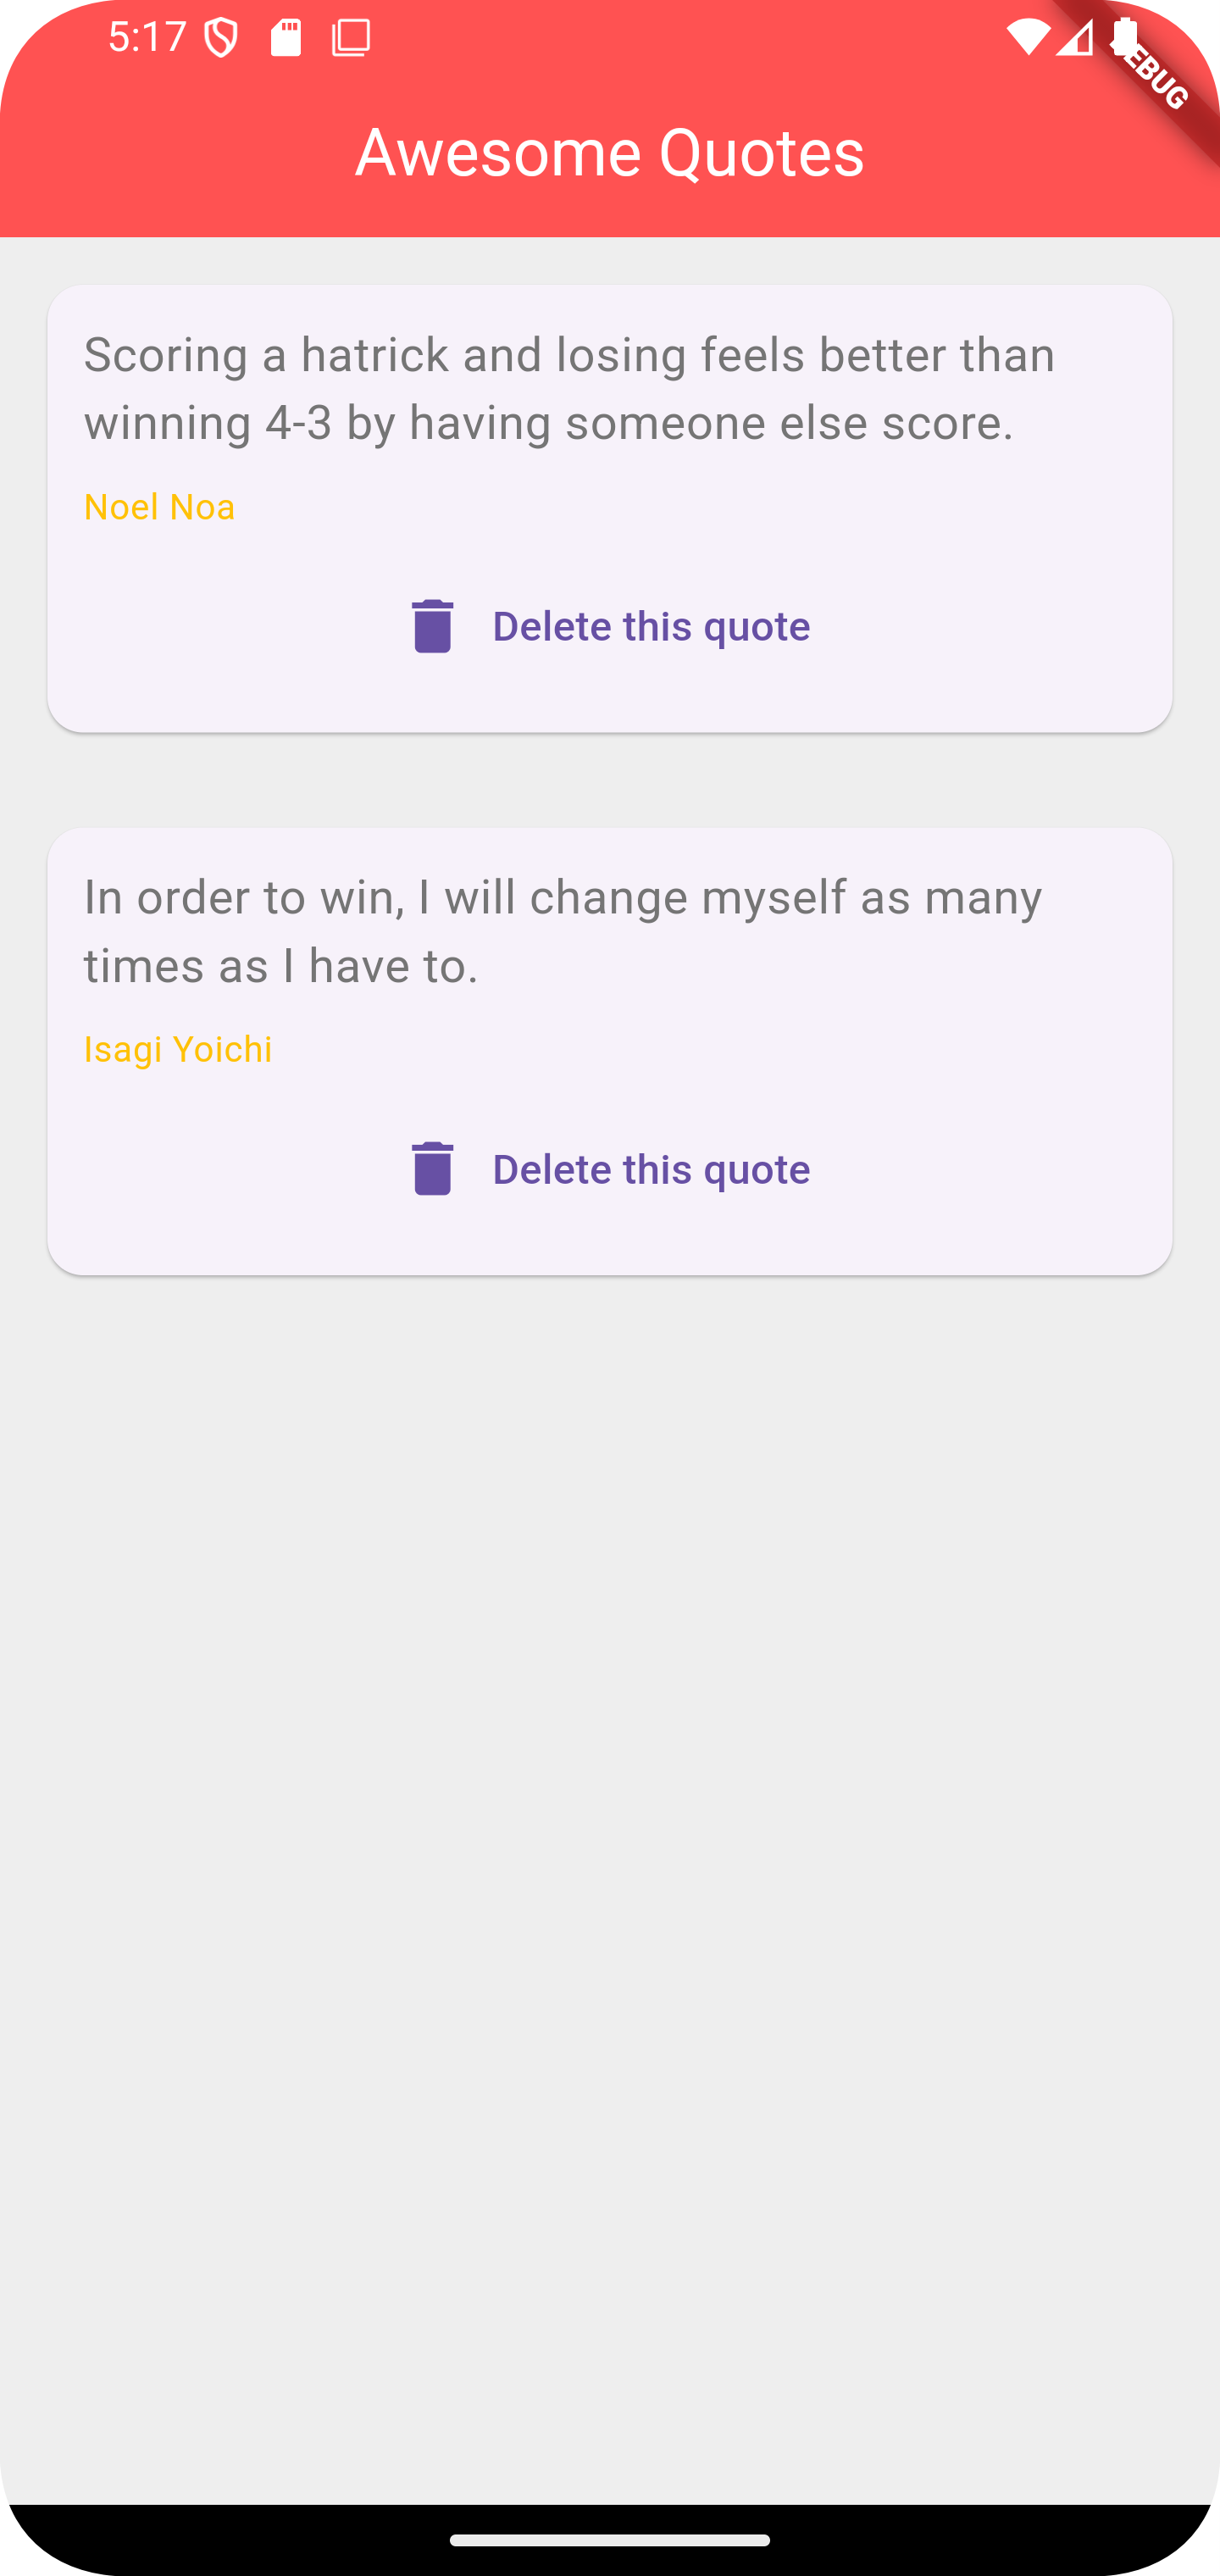 5:17
EBUG
Awesome Quotes
Scoring a hatrick and losing feels better than
winning 4-3 by having someone else score.
Noel Noa
Delete this quote
In order to win, I will change myself as many
times as I have to.
Isagi Yoichi
Delete this quote